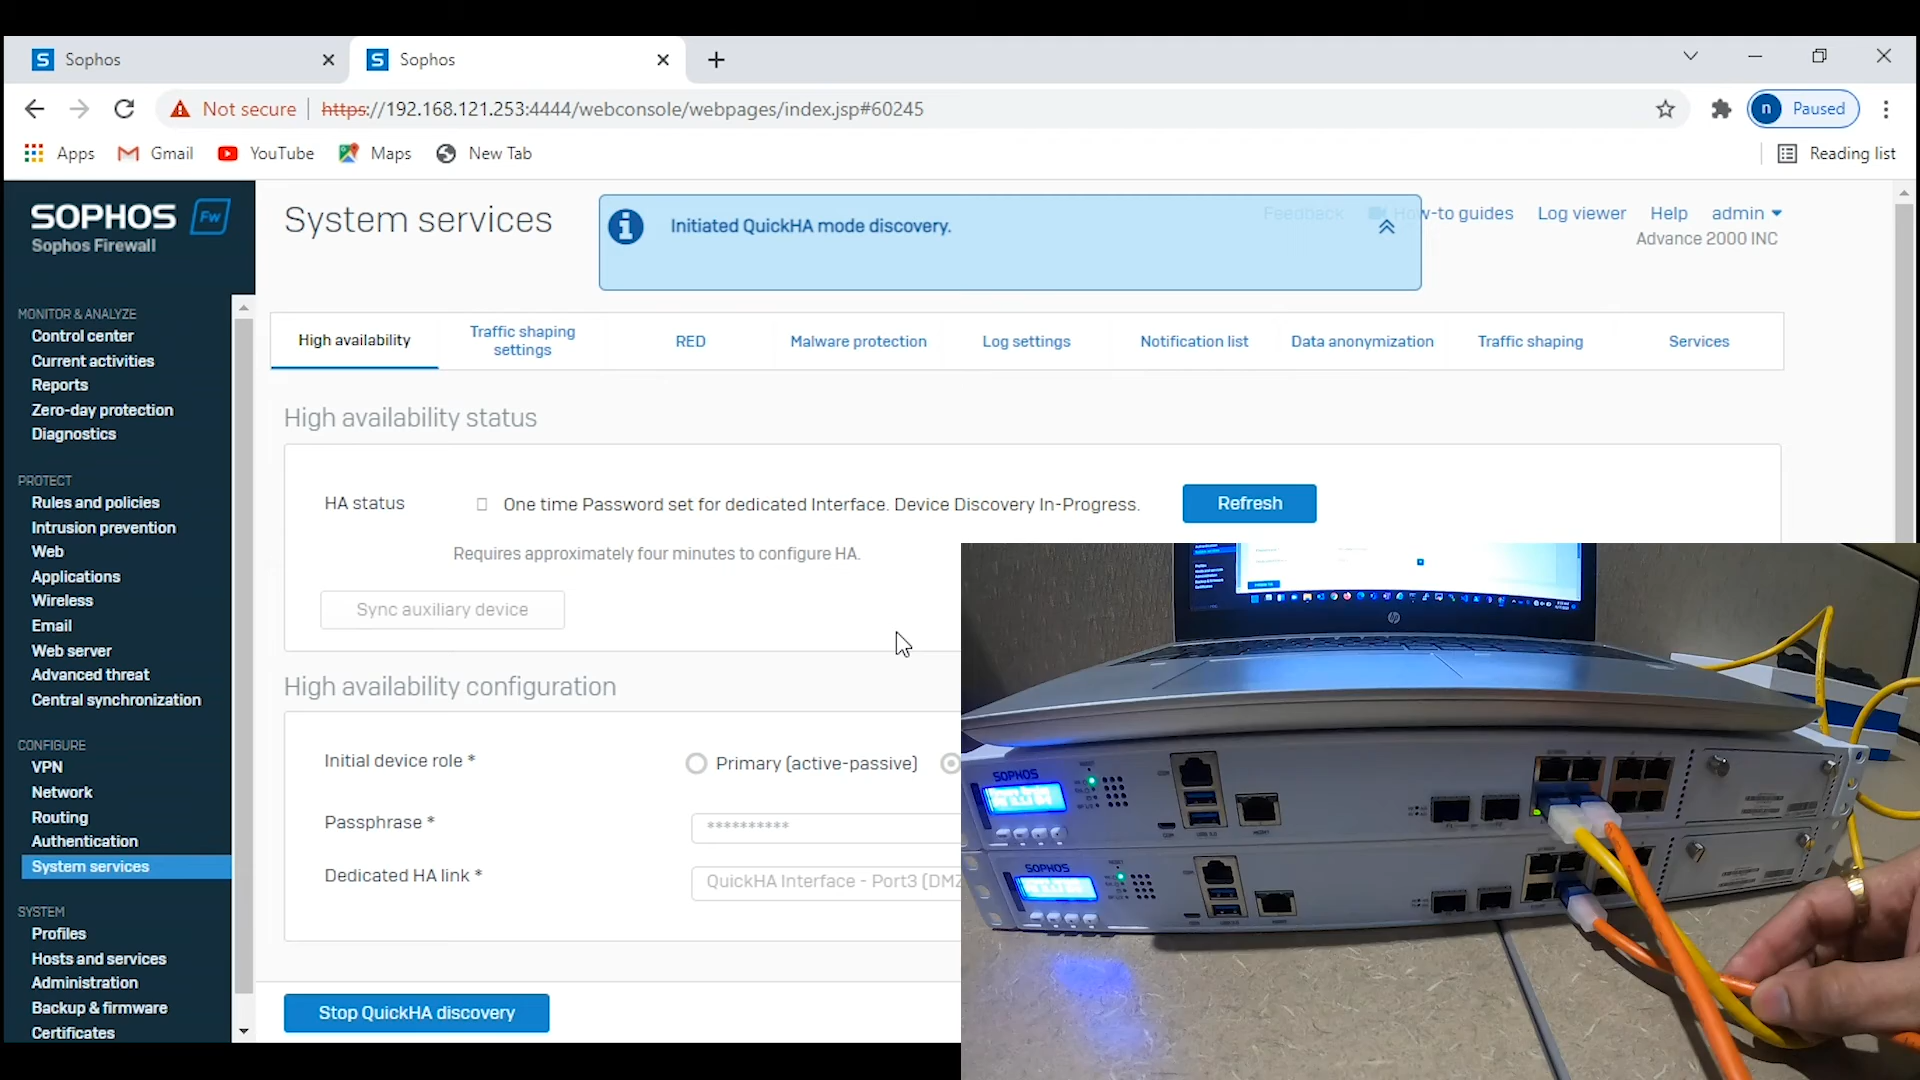 Sophos
Sophos
Not secure
https://192.168.121.253:4444/webconsole/webpages/index.jsp#60245
n Paused
Apps
Gmail
YouTube
Maps
New Tab
Reading list
SOPHOS Fw
Sophos Firewall
System services
Initiated QuickHA mode discovery.
Feedback
How-to guides
Log viewer
Help
admin
Advance 2000 INC
High availability
Traffic shaping
settings
RED
Malware protection
Log settings
Notification list
Data anonymization
Traffic shaping
Services
MONITOR & ANALYZE
Control center
Current activities
Reports
Zero-day protection
Diagnostics
PROTECT
Rules and policies
Intrusion prevention
Web
Applications
Wireless
Email
Web server
Advanced threat
Central synchronization
CONFIGURE
VPN
Network
Routing
Authentication
System services
SYSTEM
Profiles
Hosts and services
Administration
Backup & firmware
Certificates
High availability status
HA status
One time Password set for dedicated Interface. Device Discovery In-Progress.
Refresh
Requires approximately four minutes to configure HA.
Sync auxiliary device
High availability configuration
Initial device role *
Primary (active-passive)
Passphrase *
**********
Dedicated HA link *
QuickHA Interface - Port3 (DMZ
Stop QuickHA discovery
hp
SOPHOS
SOPHOS